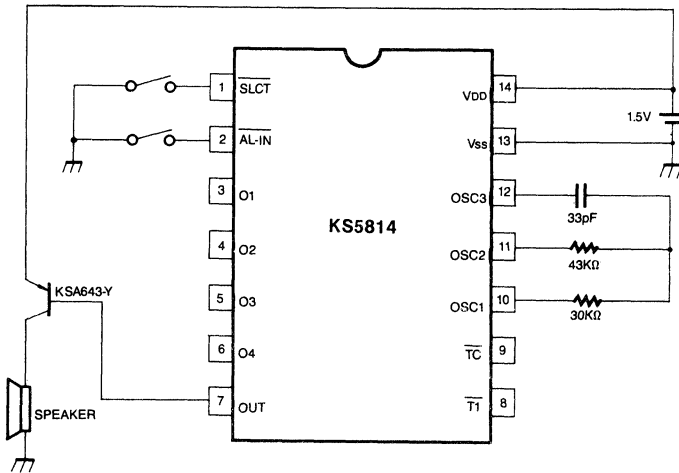 1 SLCT
2 AL-IN
3 O1
4 O2
5 O3
6 O4
7 OUT
KS5814
VDD 14
Vss 13
OSC3 12
OSC2 11
OSC1 10
TC 9
T1 8
1.5V
33pF
43KΩ
30KΩ
KSA643-Y
SPEAKER